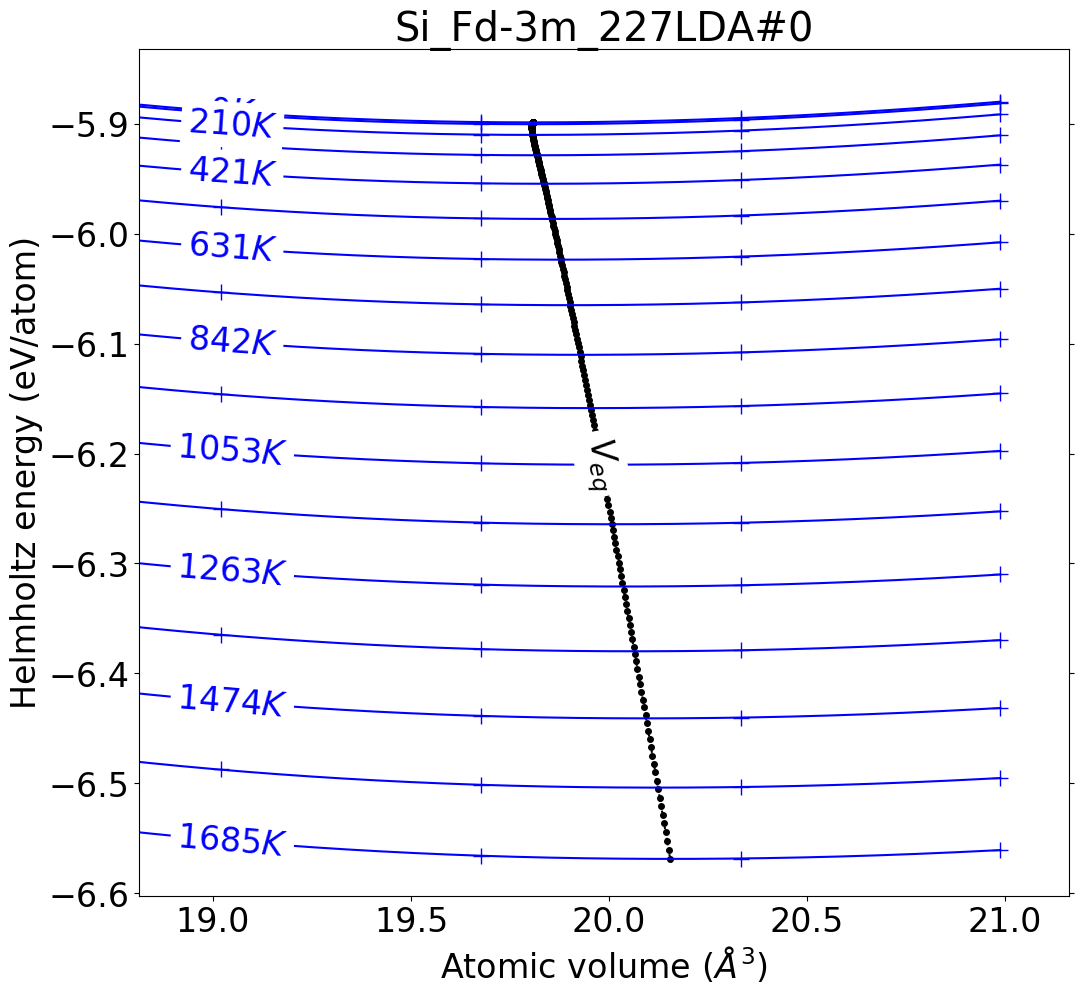 Si_Fd-3m_227LDA#0
Helmholtz energy (eV/atom)
−5.9
−6.0
−6.1
−6.2
−6.3
−6.4
−6.5
−6.6
210K
421K
631K
842K
1053K
1263K
1474K
1685K
V_eq
19.0 19.5 20.0 20.5 21.0
Atomic volume (Å³)